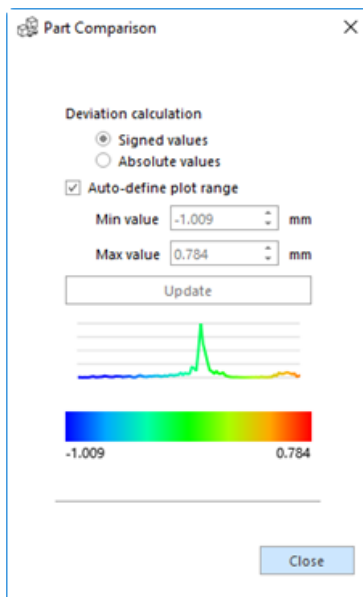 Part Comparison
Deviation calculation
Signed values
Absolute values
Auto-define plot range
Min value -1.009 mm
Max value 0.784 mm
Update
-1.009 0.784
Close